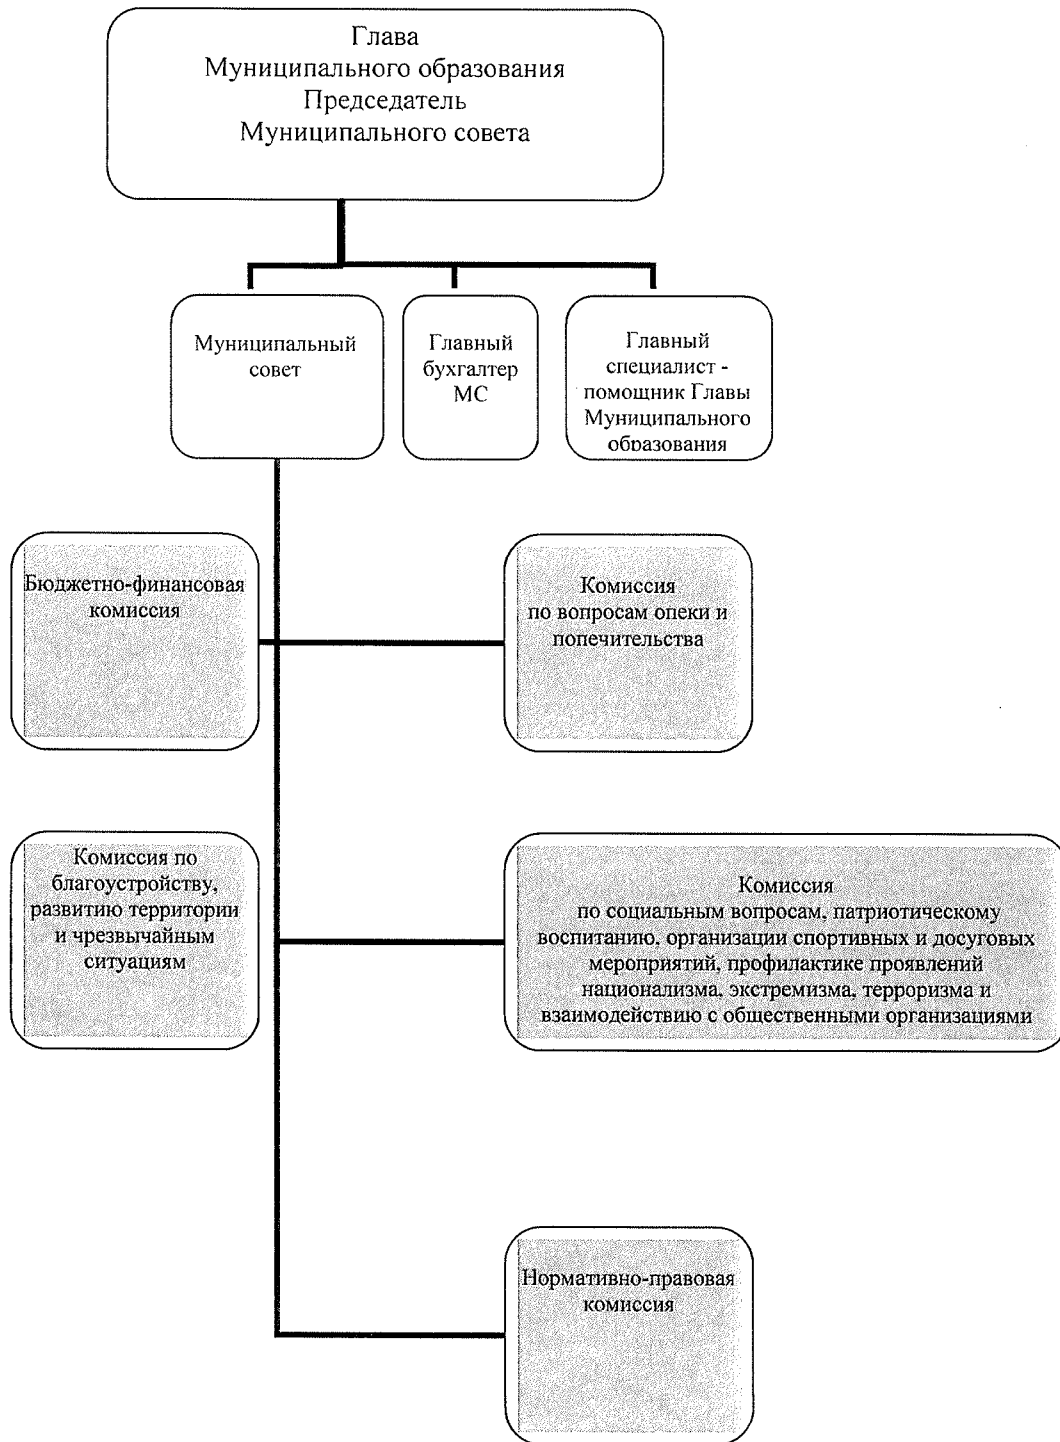 Глава
Муниципального образования
Председатель
Муниципального совета
Муниципальный
совет
Главный
бухгалтер
МС
Главный
специалист -
помощник Главы
Муниципального
образования
Бюджетно-финансовая
комиссия
Комиссия
по вопросам опеки и
попечительства
Комиссия по
благоустройству,
развитию территории
и чрезвычайным
ситуациям
Комиссия
по социальным вопросам, патриотическому
воспитанию, организации спортивных и досуговых
мероприятий, профилактике проявлений
национализма, экстремизма, терроризма и
взаимодействию с общественными организациями
Нормативно-правовая
комиссия